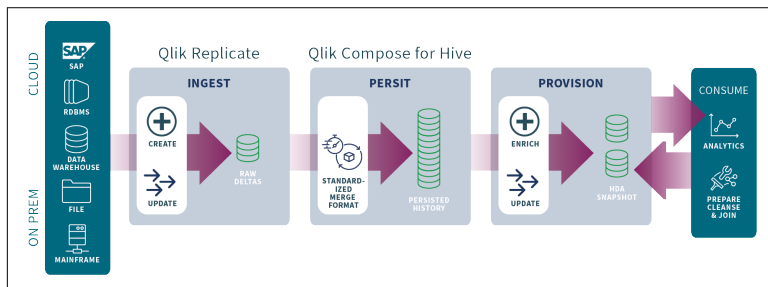 CLOUD
ON PREM
SAP
SAP
RDBMS
DATA
WAREHOUSE
FILE
MAINFRAME
Qlik Replicate
INGEST
CREATE
UPDATE
RAW
DELTAS
Qlik Compose for Hive
PERSIT
STANDARD-
IZED
MERGE
FORMAT
PERSISTED
HISTORY
PROVISION
ENRICH
UPDATE
HDA
SNAPSHOT
CONSUME
ANALYTICS
PREPARE
CLEANSE
& JOIN